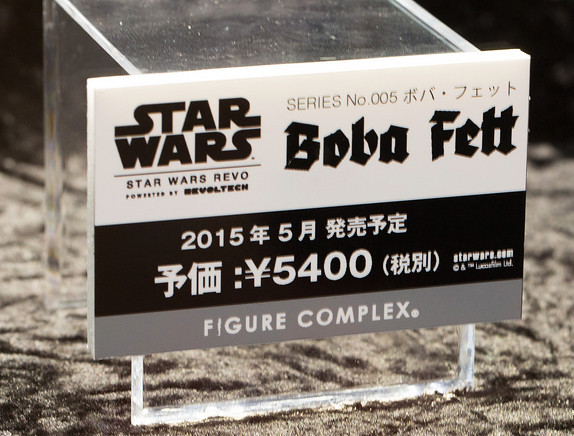 STAR
WARS
STAR WARS REVO
POWERED BY REVOLTECH
SERIES No.005 ボバ・フェット
Boba Fett
2015年5月発売予定
予価:¥5400（税別）
starwars.com
© & ™ Lucasfilm Ltd.
FIGURE COMPLEX®